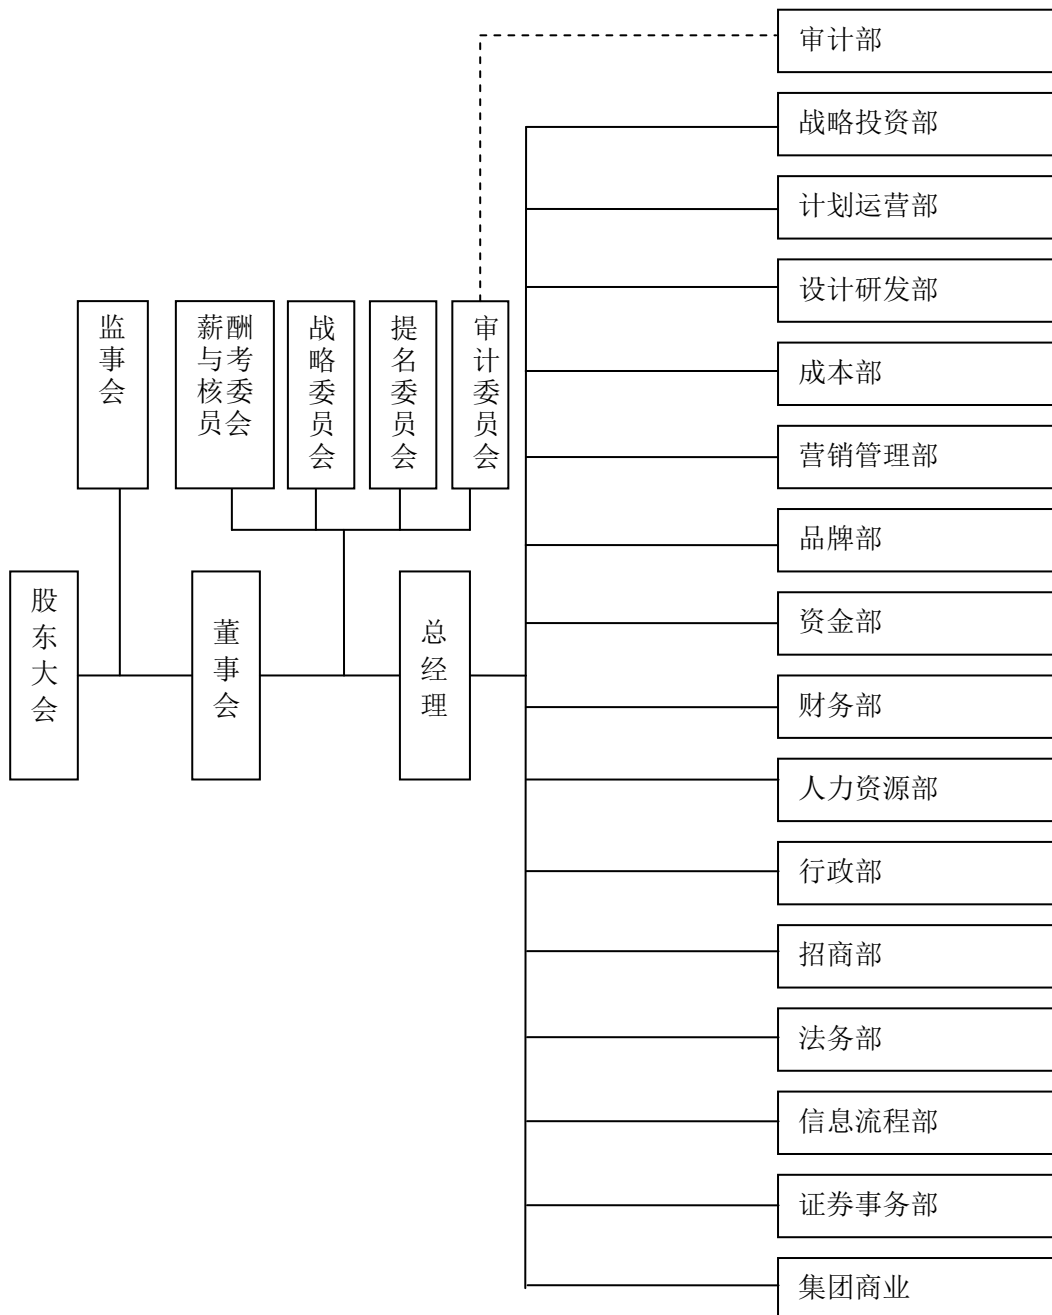 审计部
战略投资部
计划运营部
设计研发部
监事会
薪酬
与考
核委
员会
战略委员会
提名委员会
审计委员会
成本部
营销管理部
品牌部
股东大会
董事会
总经理
资金部
财务部
人力资源部
行政部
招商部
法务部
信息流程部
证券事务部
集团商业